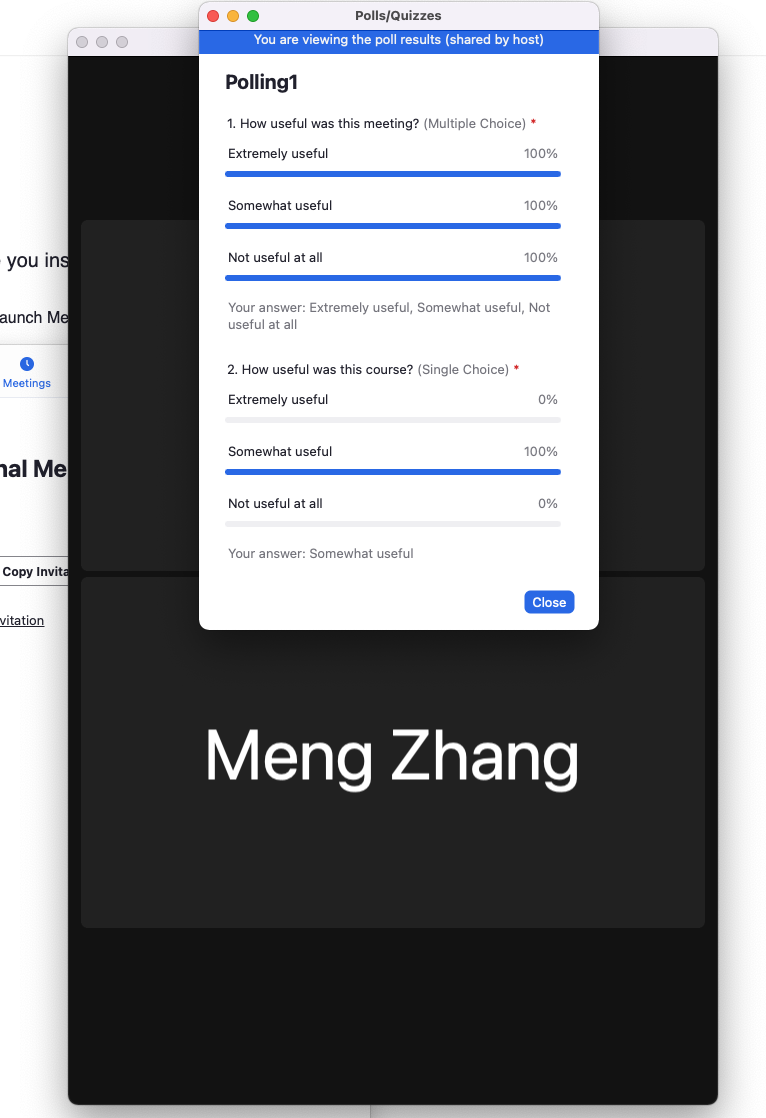 Polls/Quizzes
You are viewing the poll results (shared by host)
Polling1
1. How useful was this meeting? (Multiple Choice) *
Extremely useful 100%
Somewhat useful 100%
Not useful at all 100%
Your answer: Extremely useful, Somewhat useful, Not
useful at all
2. How useful was this course? (Single Choice) *
Extremely useful 0%
Somewhat useful 100%
Not useful at all 0%
Your answer: Somewhat useful
Close
you ins
aunch Me
Meetings
nal Me
Copy Invita
vitation
Meng Zhang